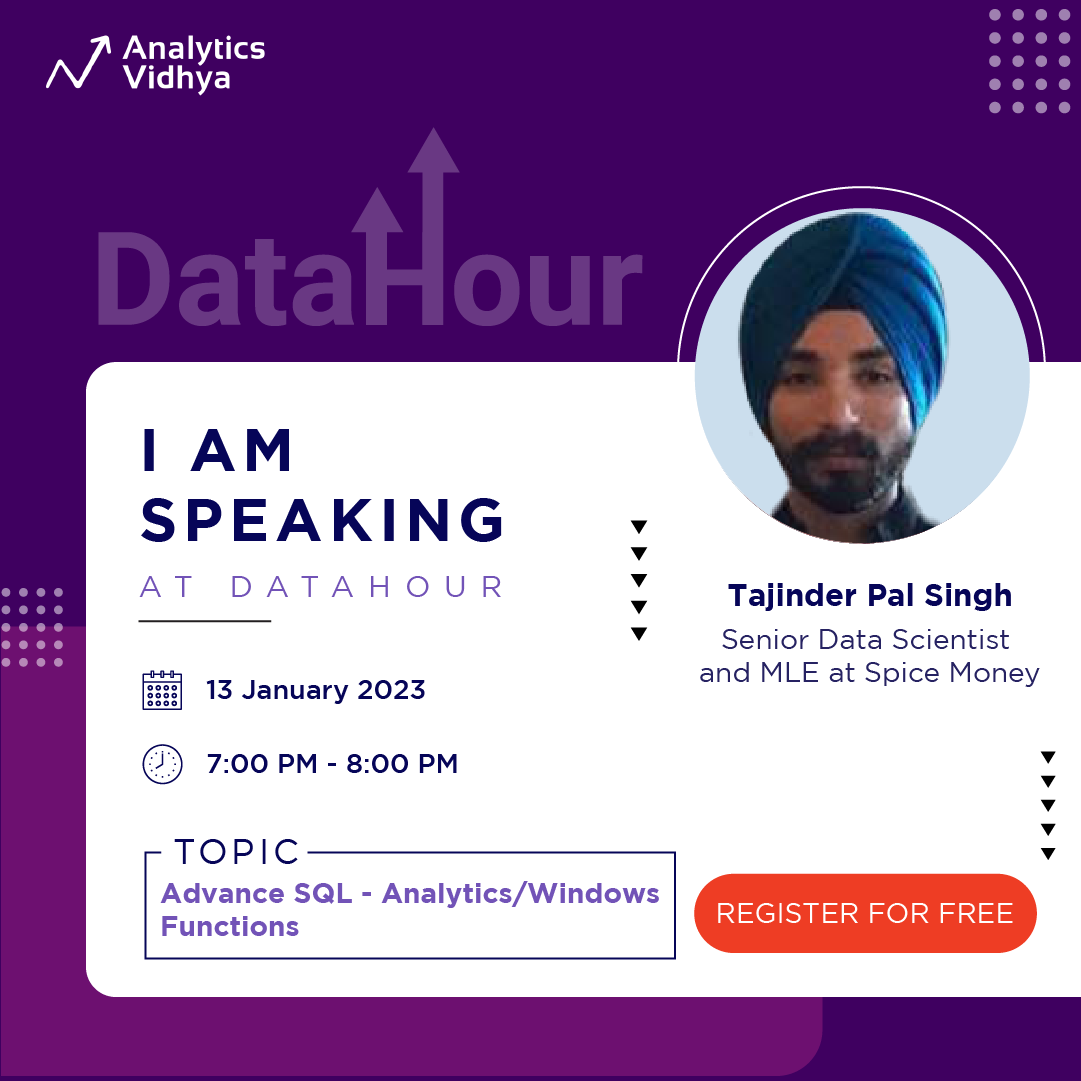 Analytics
Vidhya
DataHour
I AM
SPEAKING
AT DATAHOUR
13 January 2023
7:00 PM - 8:00 PM
TOPIC
Advance SQL - Analytics/Windows
Functions
Tajinder Pal Singh
Senior Data Scientist
and MLE at Spice Money
REGISTER FOR FREE